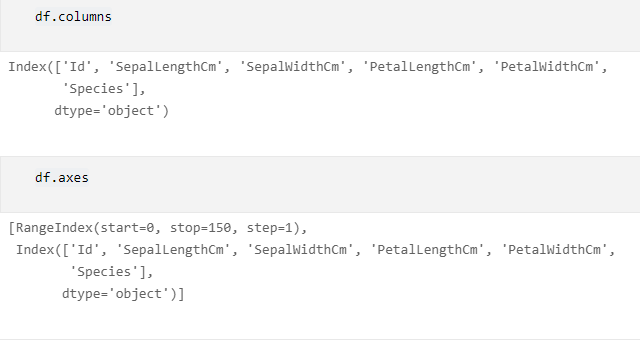 df.columns
Index(['Id', 'SepalLengthCm', 'SepalWidthCm', 'PetalLengthCm', 'PetalWidthCm',
       'Species'],
      dtype='object')
df.axes
[RangeIndex(start=0, stop=150, step=1),
 Index(['Id', 'SepalLengthCm', 'SepalWidthCm', 'PetalLengthCm', 'PetalWidthCm',
        'Species'],
       dtype='object')]